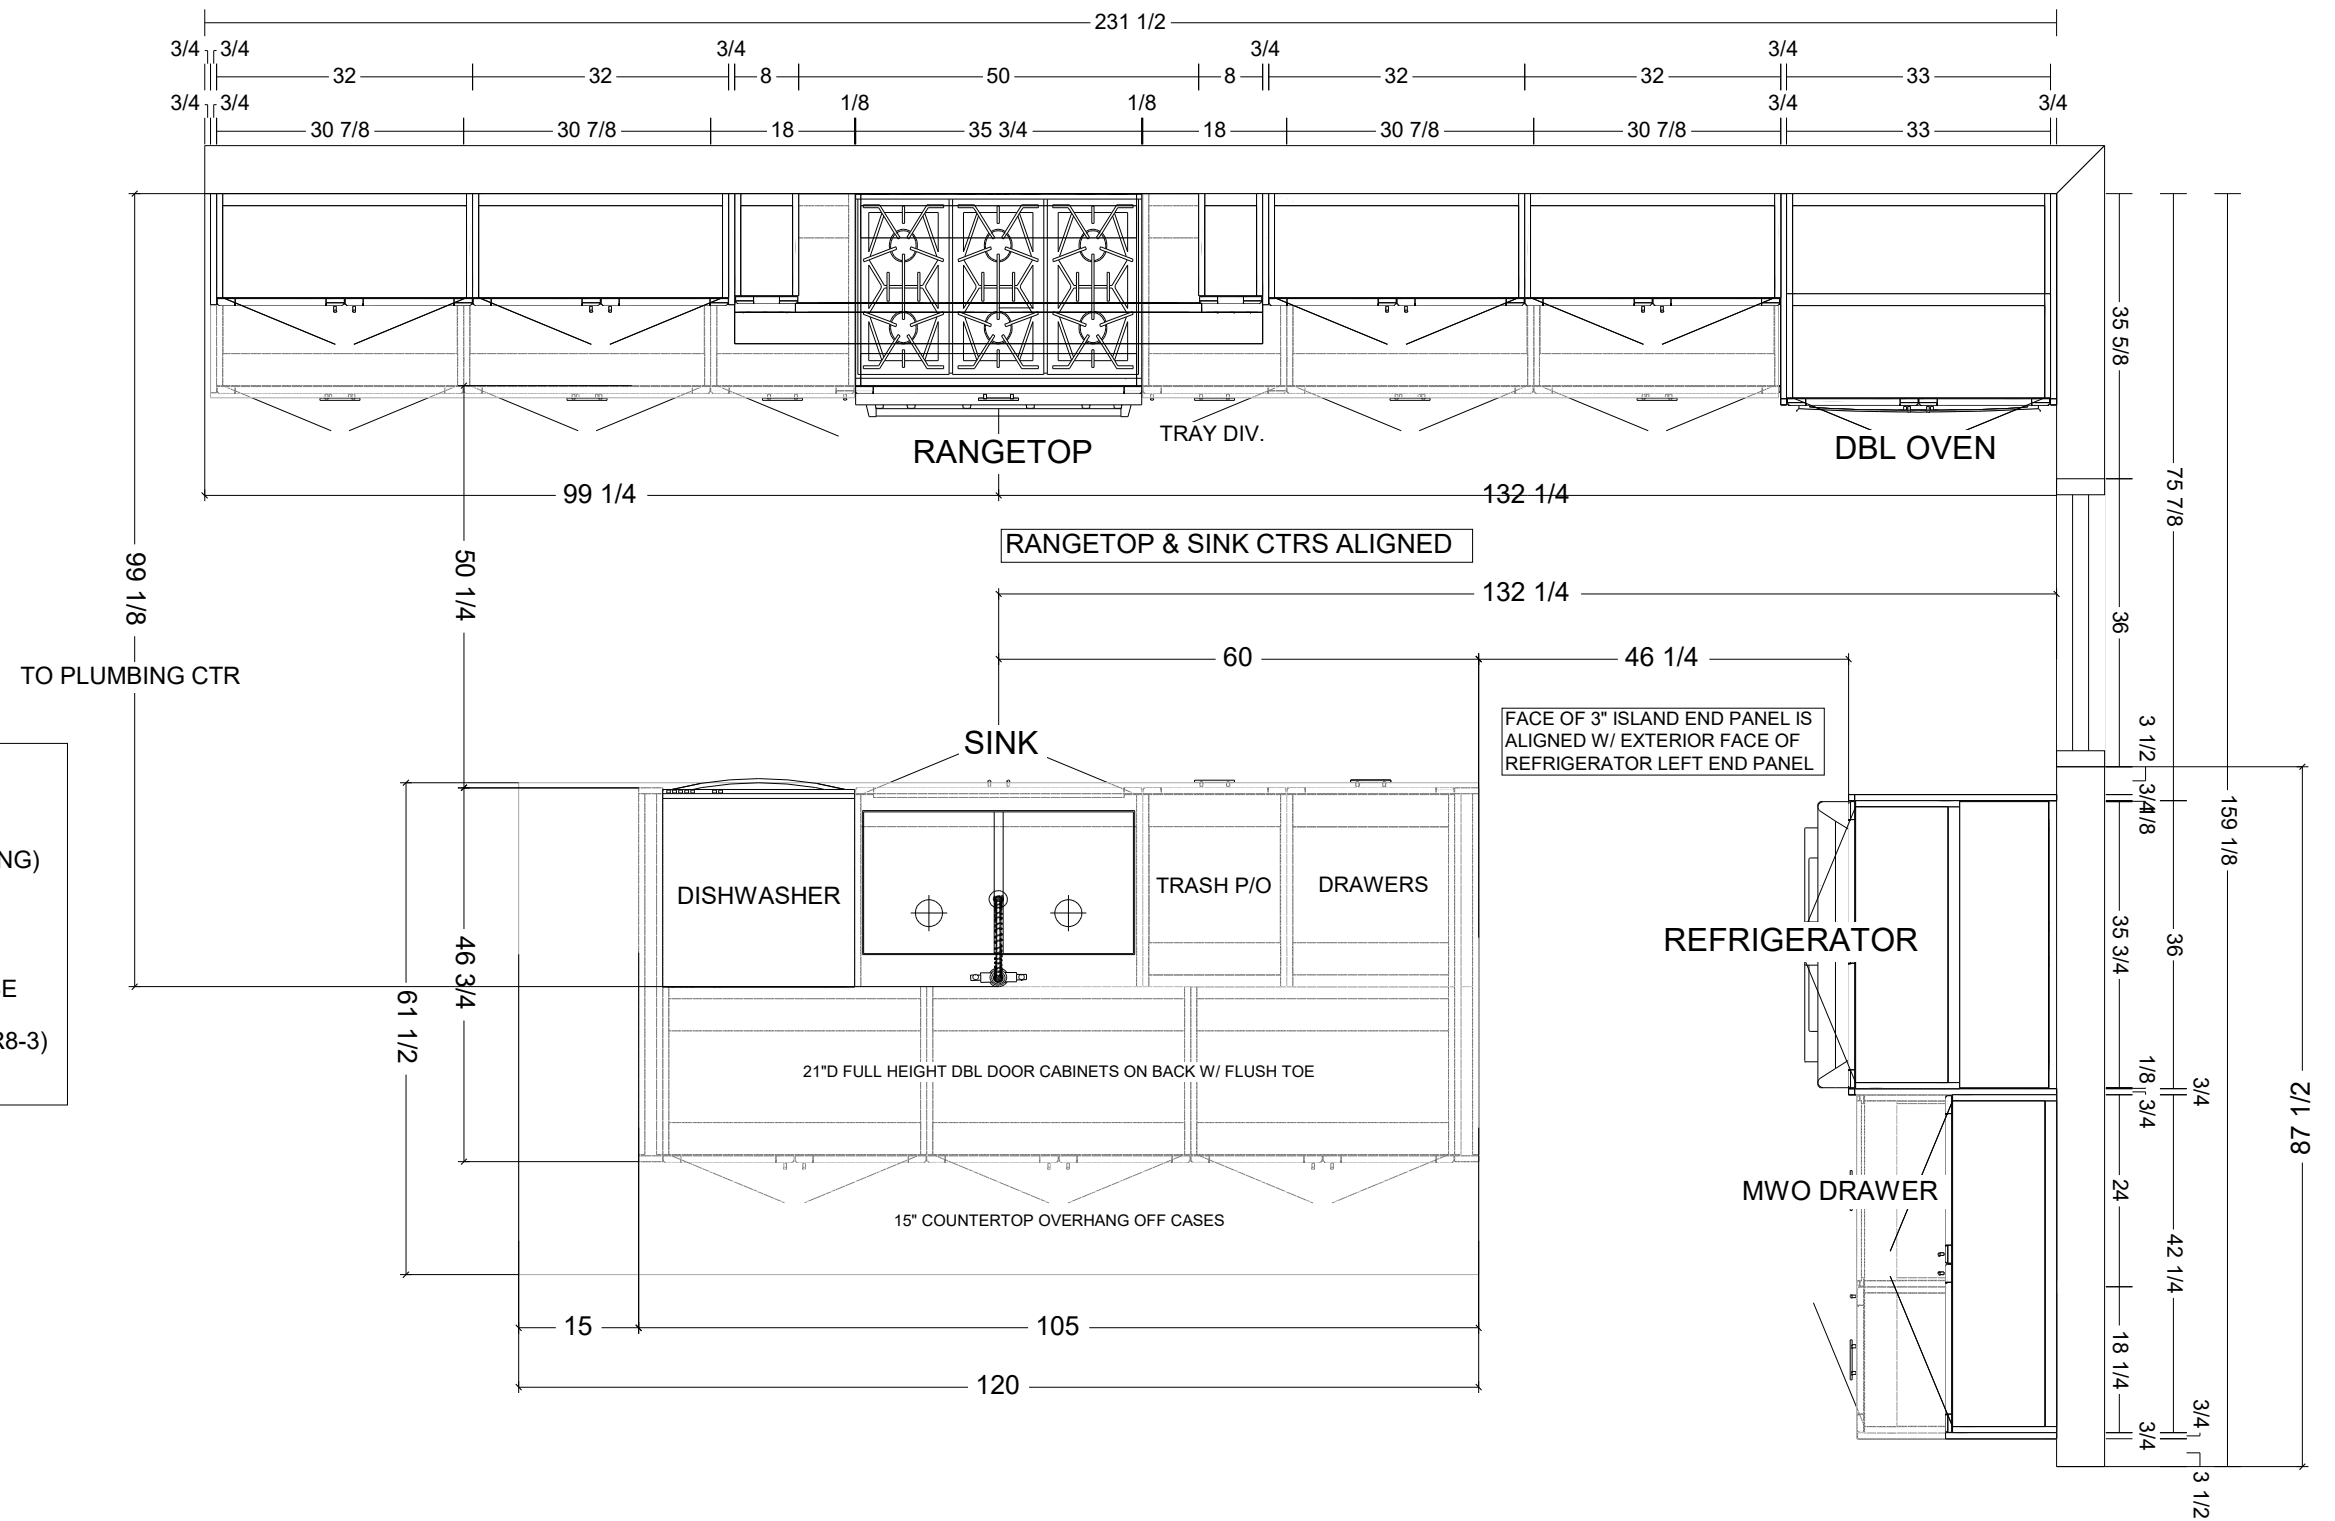 231 1/2
3/4 3/4 3/4 3/4 3/4
32 32 8 50 8 32 32 33
3/4 3/4 1/8 1/8 3/4 3/4
30 7/8 30 7/8 18 35 3/4 18 30 7/8 30 7/8 33
RANGETOP
TRAY DIV.
DBL OVEN
99 1/4 132 1/4
RANGETOP & SINK CTRS ALIGNED
132 1/4
60 46 1/4
99 1/8
TO PLUMBING CTR
50 1/4
FACE OF 3" ISLAND END PANEL IS
ALIGNED W/ EXTERIOR FACE OF
REFRIGERATOR LEFT END PANEL
SINK
DISHWASHER
TRASH P/O
DRAWERS
NG)
E
R8-3)
46 3/4
61 1/2
21"D FULL HEIGHT DBL DOOR CABINETS ON BACK W/ FLUSH TOE
15" COUNTERTOP OVERHANG OFF CASES
15 105
120
REFRIGERATOR
MWO DRAWER
35 5/8
36
3 1/2
3/4
1/8
35 3/4
1/8
3/4
24
18 1/4
3/4
75 7/8
36
3/4
42 1/4
3/4
3 1/2
159 1/8
87 1/2